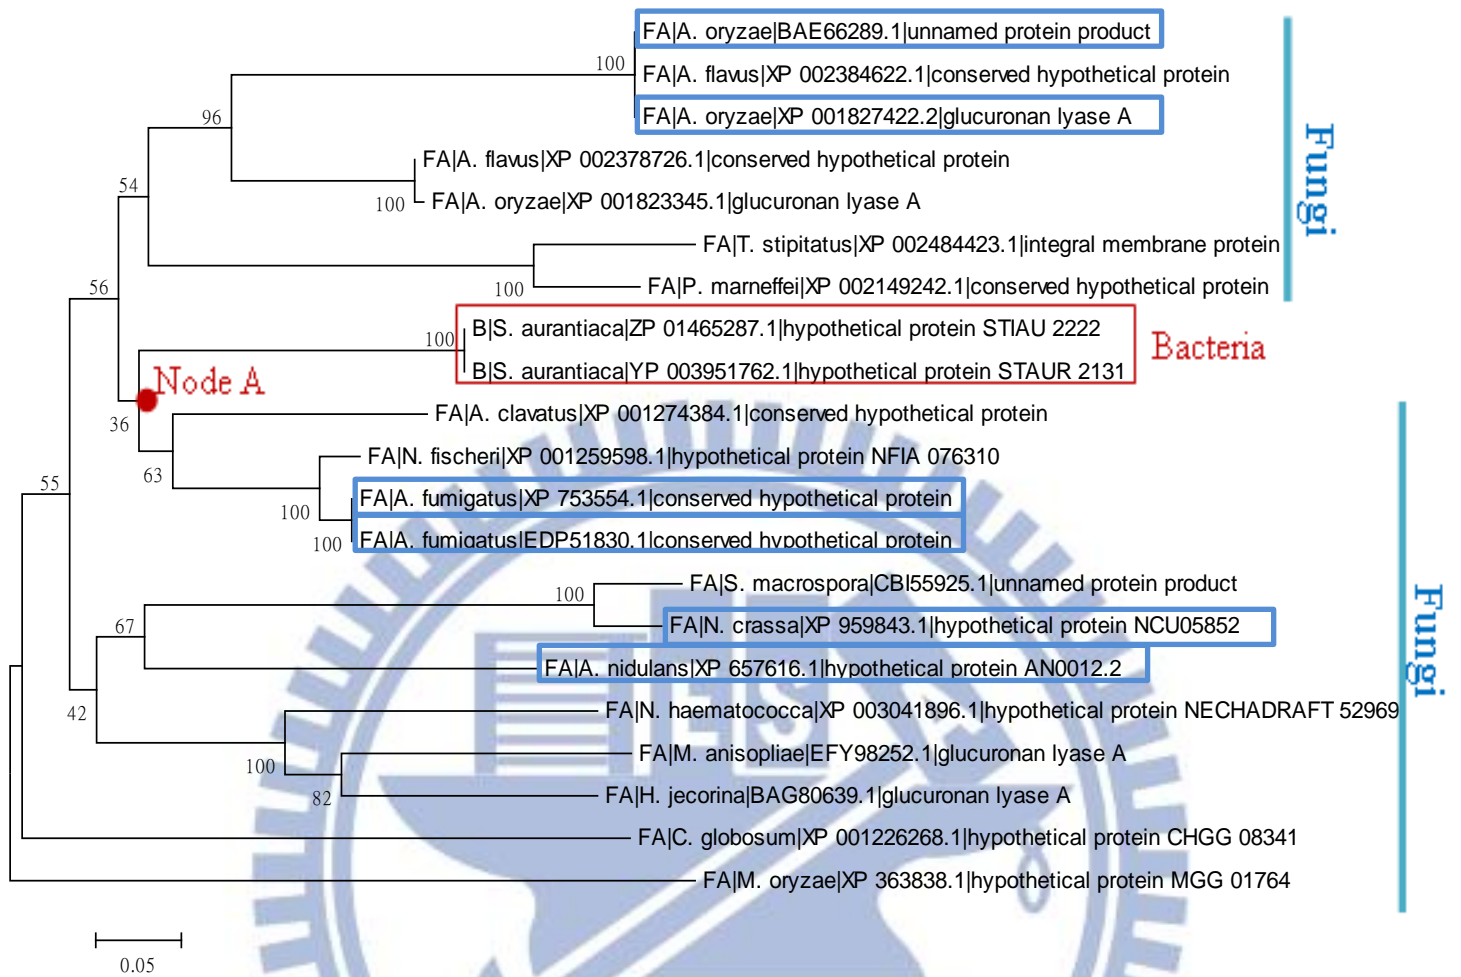 FA|A. oryzae|BAE66289.1|unnamed protein product
100
FA|A. flavus|XP 002384622.1|conserved hypothetical protein
96
FA|A. oryzae|XP 001827422.2|glucuronan lyase A
Fungi
FA|A. flavus|XP 002378726.1|conserved hypothetical protein
54
100
FA|A. oryzae|XP 001823345.1|glucuronan lyase A
FA|T. stipitatus|XP 002484423.1|integral membrane protein
56
100
FA|P. marneffei|XP 002149242.1|conserved hypothetical protein
100
B|S. aurantiaca|ZP 01465287.1|hypothetical protein STIAU 2222
Bacteria
B|S. aurantiaca|YP 003951762.1|hypothetical protein STAUR 2131
Node A
36
FA|A. clavatus|XP 001274384.1|conserved hypothetical protein
FA|N. fischeri|XP 001259598.1|hypothetical protein NFIA 076310
63
55
FA|A. fumigatus|XP 753554.1|conserved hypothetical protein
100
100
FA|A. fumigatus|EDP51830.1|conserved hypothetical protein
FA|S. macrospora|CBI55925.1|unnamed protein product
100
67
FA|N. crassa|XP 959843.1|hypothetical protein NCU05852
Fungi
FA|A. nidulans|XP 657616.1|hypothetical protein AN0012.2
42
FA|N. haematococca|XP 003041896.1|hypothetical protein NECHADRAFT 52969
FA|M. anisopliae|EFY98252.1|glucuronan lyase A
100
82
FA|H. jecorina|BAG80639.1|glucuronan lyase A
FA|C. globosum|XP 001226268.1|hypothetical protein CHGG 08341
FA|M. oryzae|XP 363838.1|hypothetical protein MGG 01764
0.05